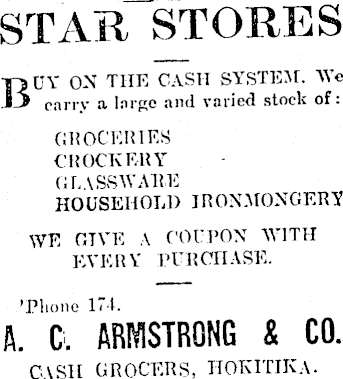 STAR STORES
BUY ON THE CASH SYSTEM. We
carry a large and varied stock of:
GROCERIES
CROCKERY
GLASSWARE
HOUSEHOLD IRONMONGERY
WE GIVE A COUPON WITH
EVERY PURCHASE.
'Phone 174.
A. C. ARMSTRONG & CO.
CASH GROCERS, HOKITIKA.